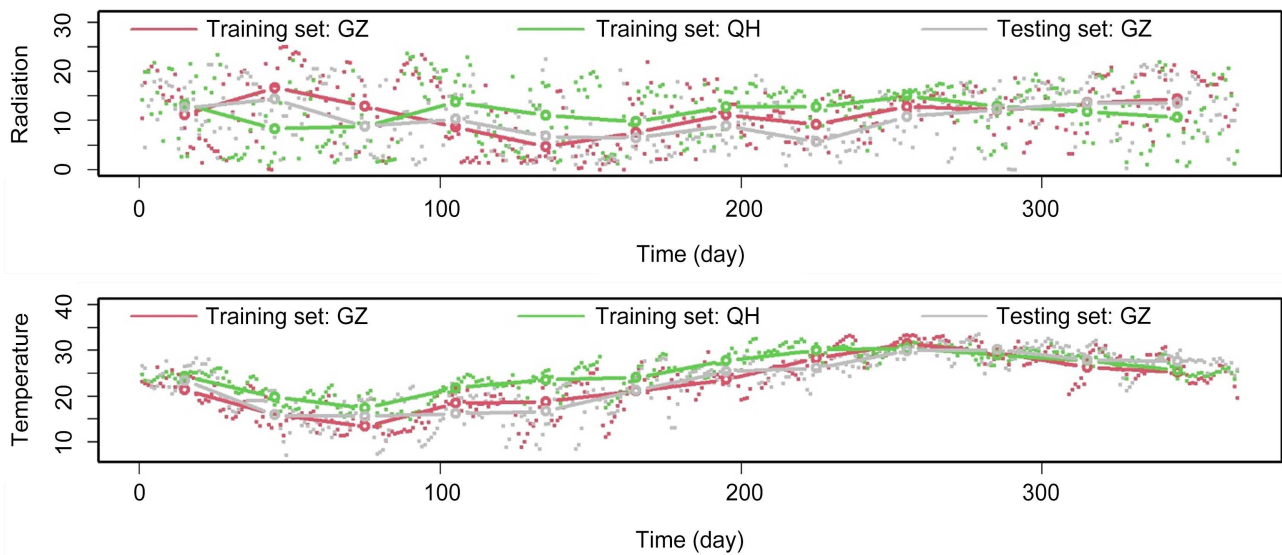 Radiation
30
20
10
0
Training set: GZ
Training set: QH
Testing set: GZ
0
100
200
300
Time (day)
Temperature
40
30
20
10
Training set: GZ
Training set: QH
Testing set: GZ
0
100
200
300
Time (day)